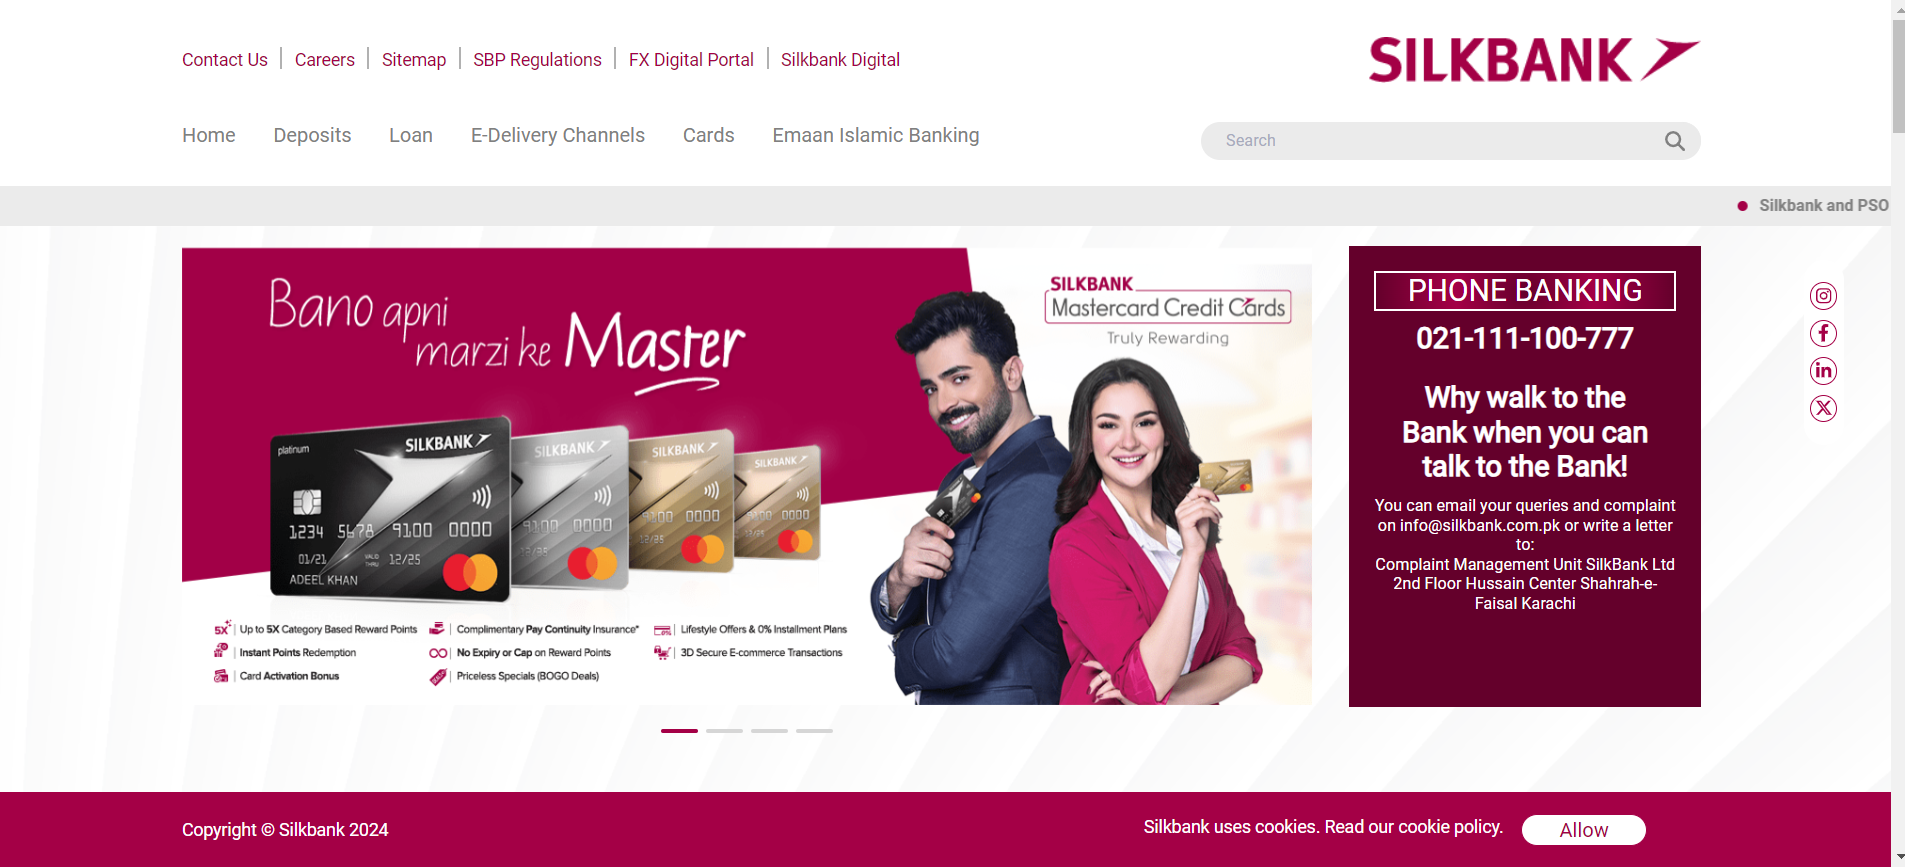 Contact Us
Careers
Sitemap
SBP Regulations
FX Digital Portal
Silkbank Digital
SILKBANK
Home
Deposits
Loan
E-Delivery Channels
Cards
Emaan Islamic Banking
Search
Silkbank and PSO
Bano apni
marzi ke Master
SILKBANK
Mastercard Credit Cards
Truly Rewarding
platinum
SILKBANK
1234 5678 9100 0000
01/21 VALID THRU 12/25
ADEEL KHAN
SILKBANK
9100 0000
12/25
SILKBANK
9100 0000
12/25
SILKBANK
9100 0000
12/25
5X
Up to 5X Category Based Reward Points
Instant Points Redemption
Card Activation Bonus
Complimentary Pay Continuity Insurance*
No Expiry or Cap on Reward Points
Priceless Specials (BOGO Deals)
0%
Lifestyle Offers & 0% Installment Plans
3D Secure E-commerce Transactions
PHONE BANKING
021-111-100-777
Why walk to the
Bank when you can
talk to the Bank!
You can email your queries and complaint
on info@silkbank.com.pk or write a letter
to:
Complaint Management Unit SilkBank Ltd
2nd Floor Hussain Center Shahrah-e-
Faisal Karachi
Copyright © Silkbank 2024
Silkbank uses cookies. Read our cookie policy.
Allow